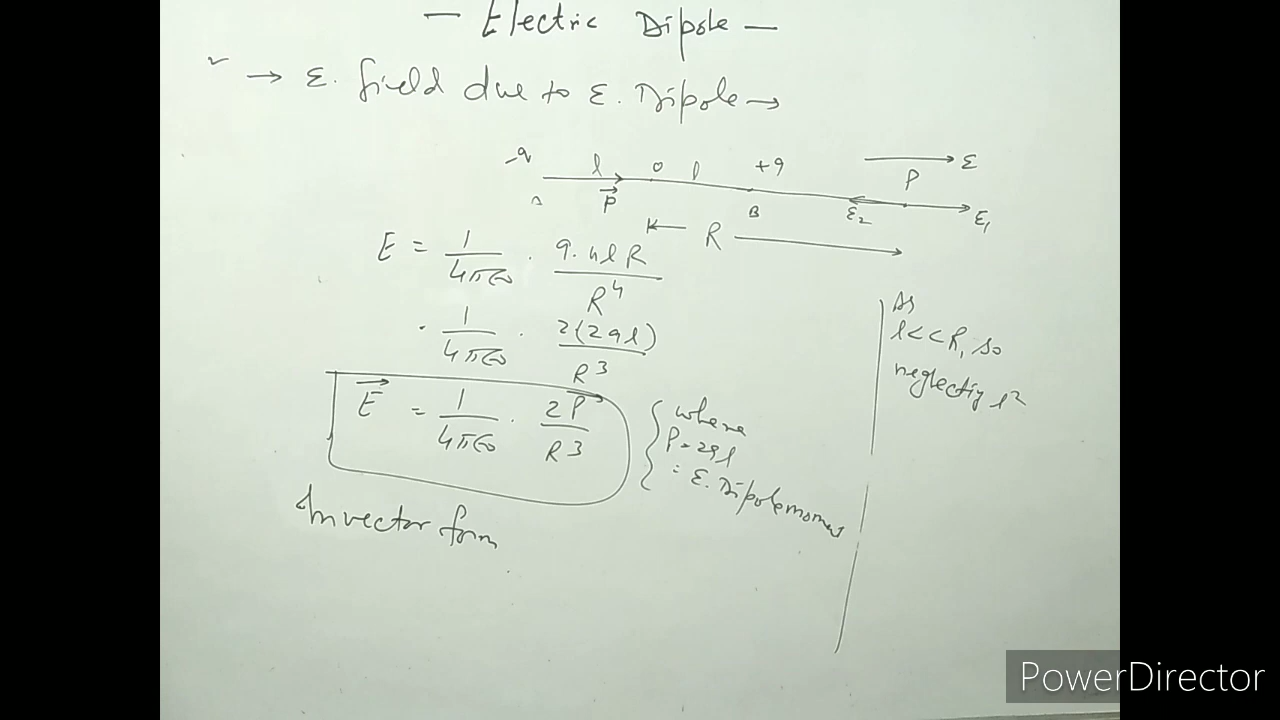 — Electric Dipole —
→ E. field due to E. Dipole →
-q l O l +q → E
P
A P⃗ B E₂ E₁
R
E = 1/4πε₀ . q. 4lR/R⁴
. 1/4πε₀ . 2(2ql)/R³
E⃗ = 1/4πε₀ . 2P⃗/R³
As
l<<R, so
neglectig l²
where
P = 2ql
= E. Dipole moment
In vector form
PowerDirector